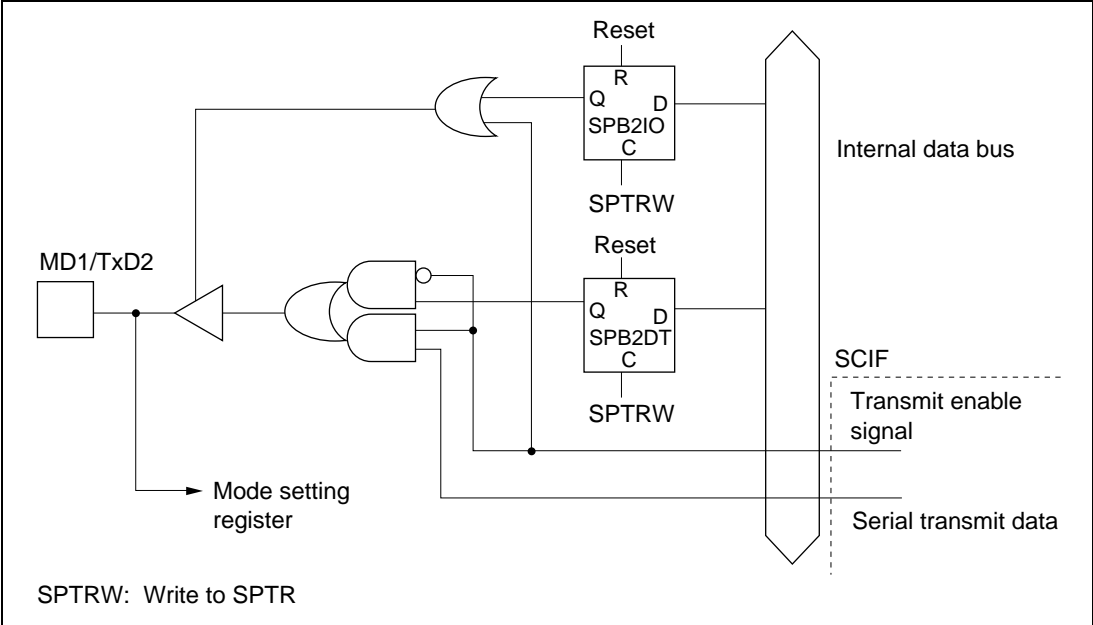 Reset
R
Q
D
SPB2IO
C
SPTRW
Internal data bus
Reset
MD1/TxD2
R
Q
D
SPB2DT
C
SPTRW
SCIF
Transmit enable
signal
Mode setting
register
Serial transmit data
SPTRW: Write to SPTR